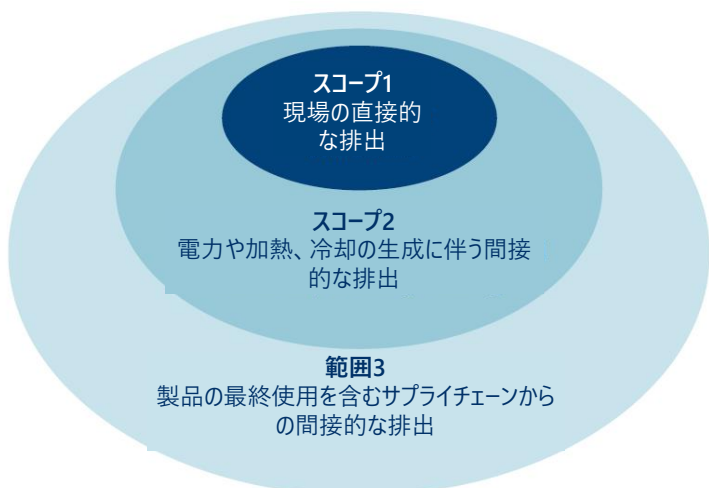 スコープ1
現場の直接的
な排出
スコープ2
電力や加熱、冷却の生成に伴う間接
的な排出
範囲3
製品の最終使用を含むサプライチェーンから
の間接的な排出